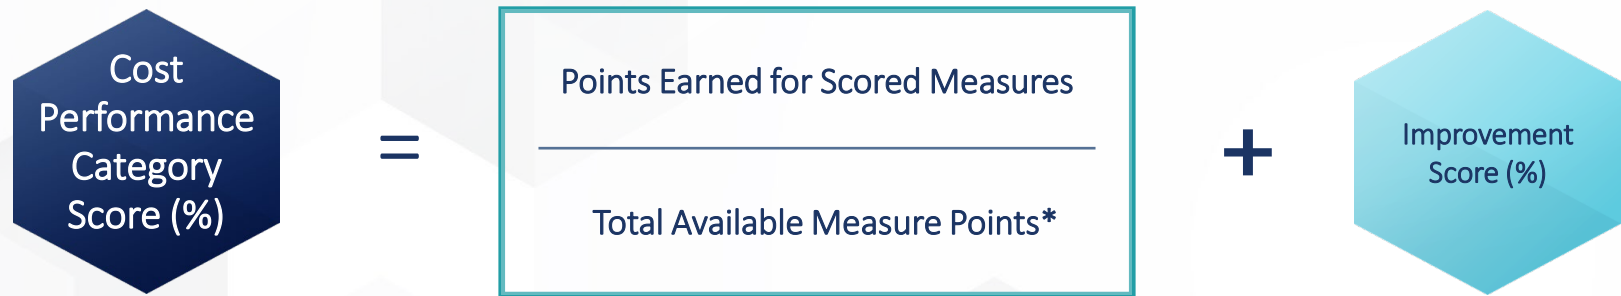 Cost
Performance
Category
Score (%)
=
Points Earned for Scored Measures
Total Available Measure Points*
+
Improvement
Score (%)